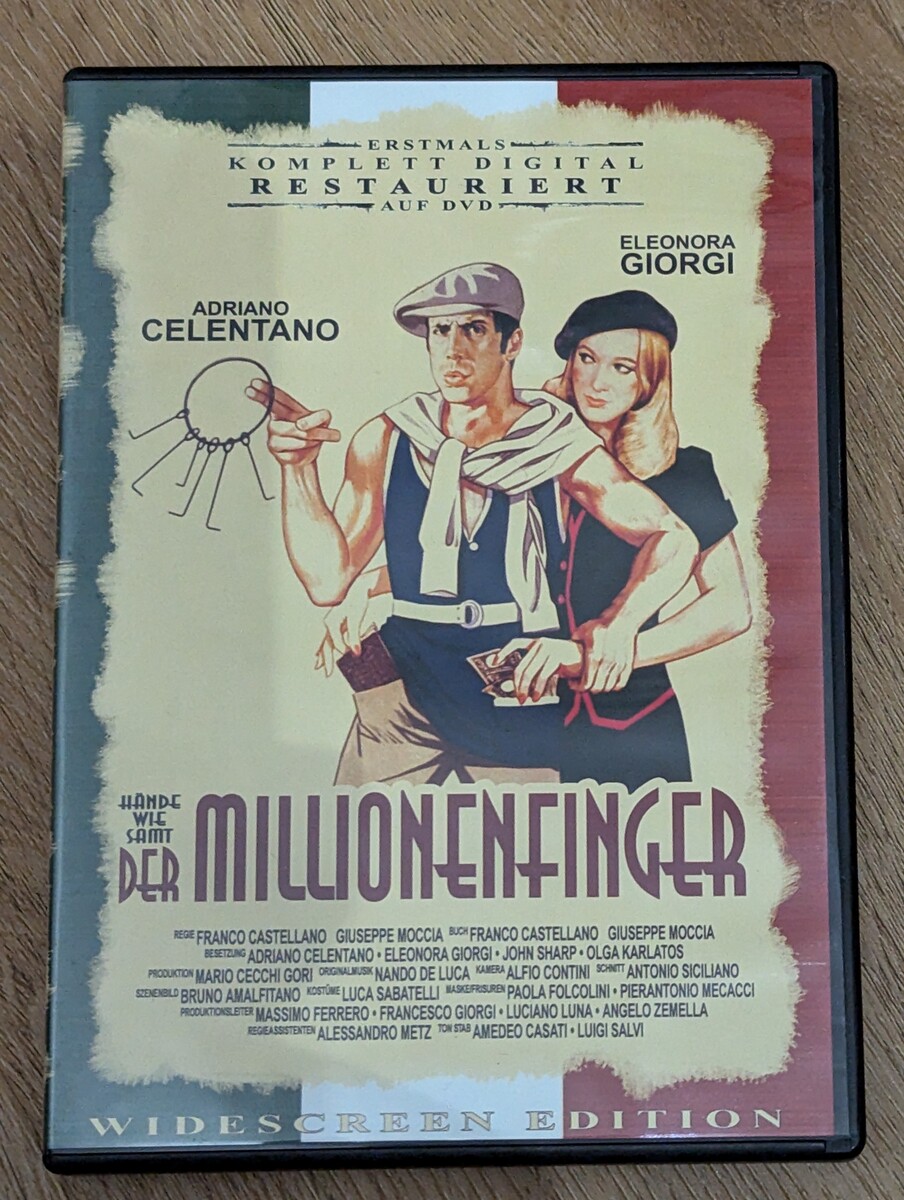 ERSTMALS
KOMPLETT DIGITAL
RESTAURIERT
AUF DVD
ELEONORA
GIORGI
ADRIANO
CELENTANO
HÄNDE
WIE
SAMT
DER MILLIONENFINGER
REGIE FRANCO CASTELLANO GIUSEPPE MOCCIA BUCH FRANCO CASTELLANO GIUSEPPE MOCCIA
BESETZUNG ADRIANO CELENTANO • ELEONORA GIORGI • JOHN SHARP • OLGA KARLATOS
PRODUKTION MARIO CECCHI GORI ORIGINALMUSIK NANDO DE LUCA KAMERA ALFIO CONTINI SCHNITT ANTONIO SICILIANO
SZENENBILD BRUNO AMALFITANO KOSTÜME LUCA SABATELLI MASKE/FRISUREN PAOLA FOLCOLINI • PIERANTONIO MECACCI
PRODUKTIONSLEITER MASSIMO FERRERO • FRANCESCO GIORGI • LUCIANO LUNA • ANGELO ZEMELLA
REGIEASSISTENTEN ALESSANDRO METZ TON STAB AMEDEO CASATI • LUIGI SALVI
WIDESCREEN EDITION